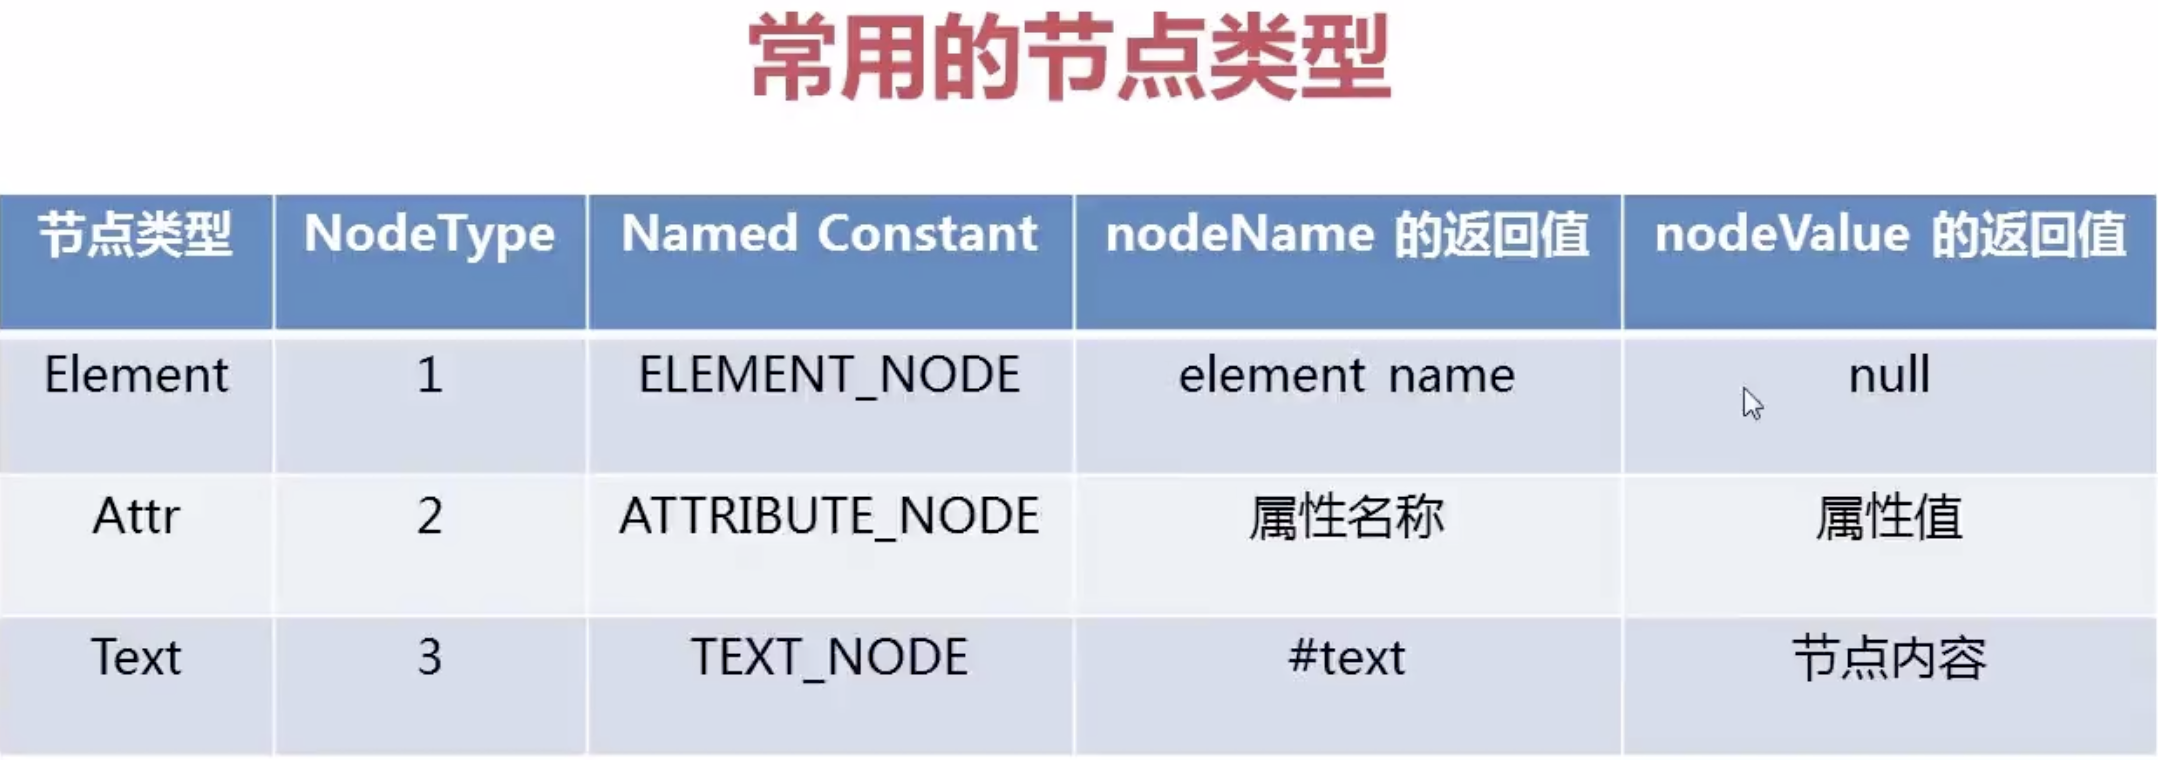 常用的节点类型
节点类型 NodeType Named Constant nodeName 的返回值 nodeValue 的返回值
Element 1 ELEMENT_NODE element name null
Attr 2 ATTRIBUTE_NODE 属性名称 属性值
Text 3 TEXT_NODE #text 节点内容